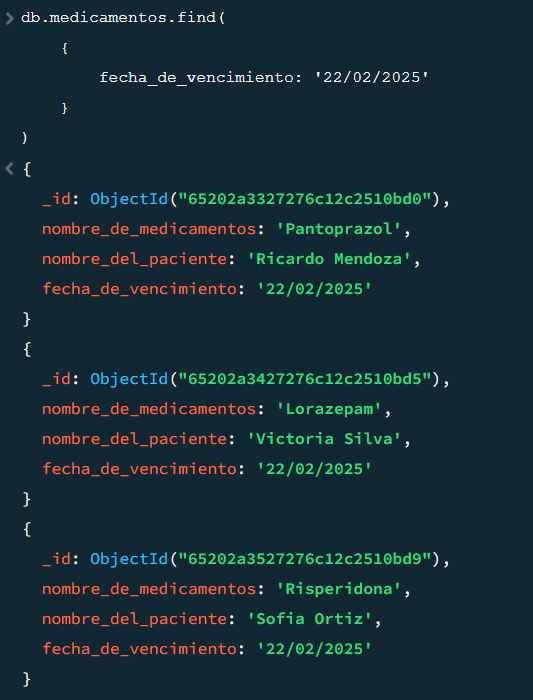 db.medicamentos.find(
{
fecha_de_vencimiento: '22/02/2025'
}
)
{
_id: ObjectId("65202a3327276c12c2510bd0"),
nombre_de_medicamentos: 'Pantoprazol',
nombre_del_paciente: 'Ricardo Mendoza',
fecha_de_vencimiento: '22/02/2025'
}
{
_id: ObjectId("65202a3427276c12c2510bd5"),
nombre_de_medicamentos: 'Lorazepam',
nombre_del_paciente: 'Victoria Silva',
fecha_de_vencimiento: '22/02/2025'
}
{
_id: ObjectId("65202a3527276c12c2510bd9"),
nombre_de_medicamentos: 'Risperidona',
nombre_del_paciente: 'Sofia Ortiz',
fecha_de_vencimiento: '22/02/2025'
}